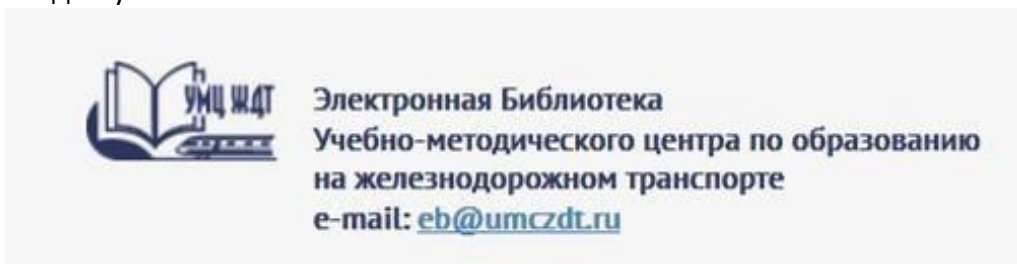 УМЦ ЖДТ
Электронная Библиотека
Учебно-методического центра по образованию
на железнодорожном транспорте
e-mail: eb@umczdt.ru